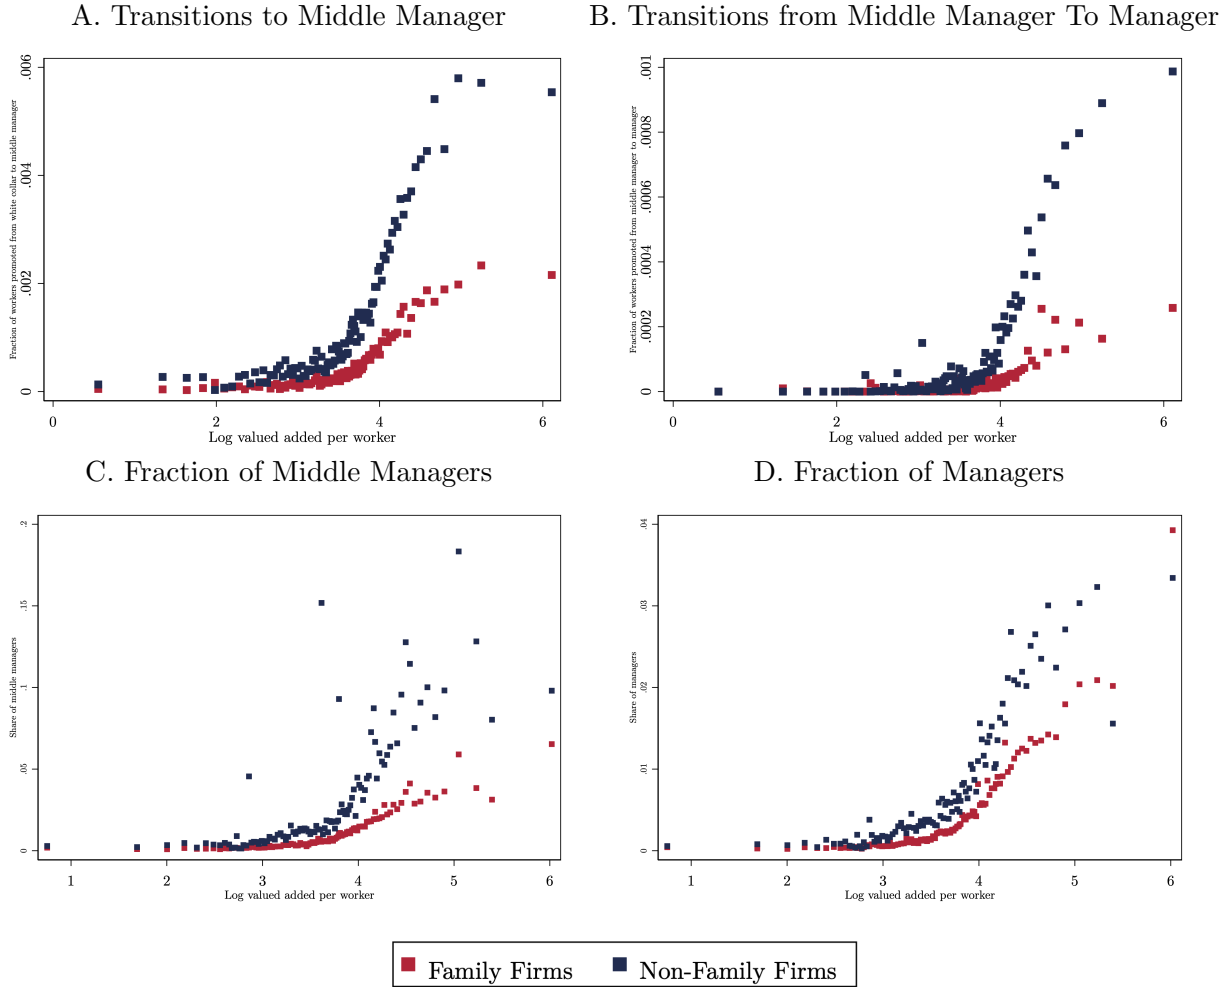 A. Transitions to Middle Manager
B. Transitions from Middle Manager To Manager
Fraction of workers promoted from white collar to middle manager
.006
.004
.002
0
0 2 4 6
Log valued added per worker
Fraction of workers promoted from middle manager to manager
.001
.0008
.0006
.0004
.0002
0
0 2 4 6
Log valued added per worker
C. Fraction of Middle Managers
D. Fraction of Managers
Share of middle managers
.2
.15
.1
.05
0
1 2 3 4 5 6
Log valued added per worker
Share of managers
.04
.03
.02
.01
0
1 2 3 4 5 6
Log valued added per worker
Family Firms
Non-Family Firms